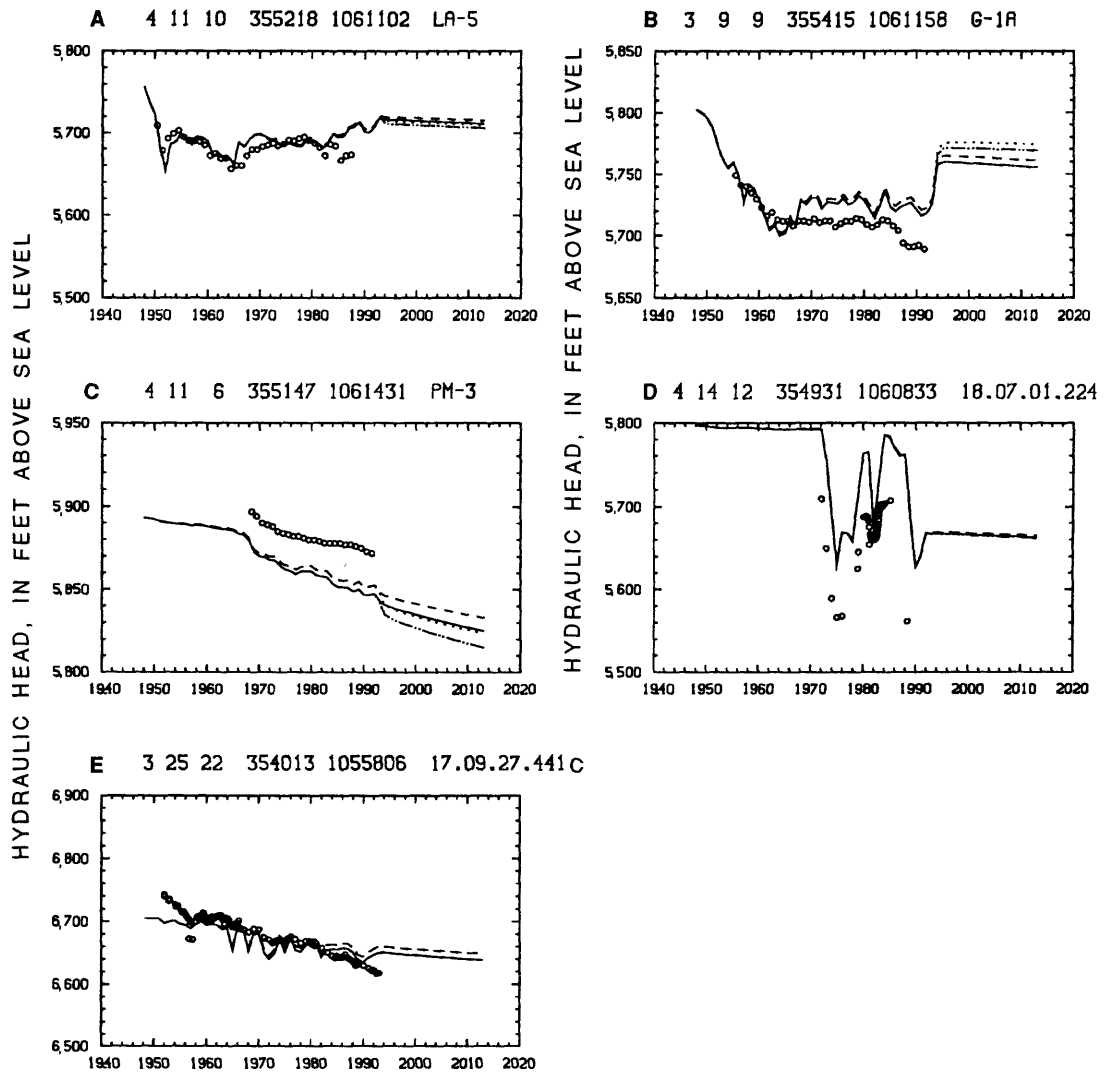 A 4 11 10 355218 1061102 LA-5
5,800
5,700
5,600
5,500
1940 1950 1960 1970 1980 1990 2000 2010 2020
B 3 9 9 355415 1061158 G-1A
5,850
5,800
5,750
5,700
5,650
1940 1950 1960 1970 1980 1990 2000 2010 2020
C 4 11 6 355147 1061431 PM-3
5,950
5,900
5,850
5,800
1940 1950 1960 1970 1980 1990 2000 2010 2020
D 4 14 12 354931 1060833 18.07.01.224
5,800
5,700
5,600
5,500
1940 1950 1960 1970 1980 1990 2000 2010 2020
E 3 25 22 354013 1055806 17.09.27.441C
6,900
6,800
6,700
6,600
6,500
1940 1950 1960 1970 1980 1990 2000 2010 2020
HYDRAULIC HEAD, IN FEET ABOVE SEA LEVEL
HYDRAULIC HEAD, IN FEET ABOVE SEA LEVEL